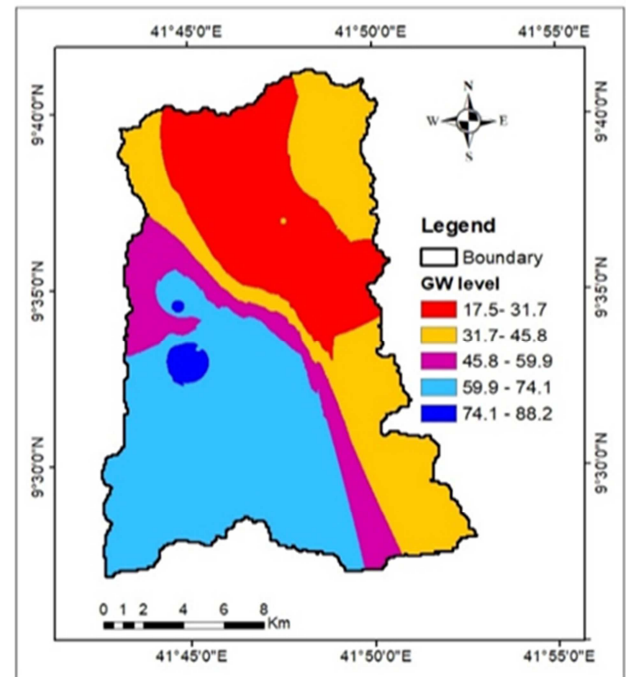 41°45'0"E 41°50'0"E 41°55'0"E
9°40'0"N
9°40'0"N
N
W E
S
Legend
Boundary
GW level
9°35'0"N
9°35'0"N
17.5- 31.7
31.7- 45.8
45.8 - 59.9
59.9 - 74.1
74.1 - 88.2
9°30'0"N
9°30'0"N
0 1 2 4 6 8
Km
41°45'0"E 41°50'0"E 41°55'0"E